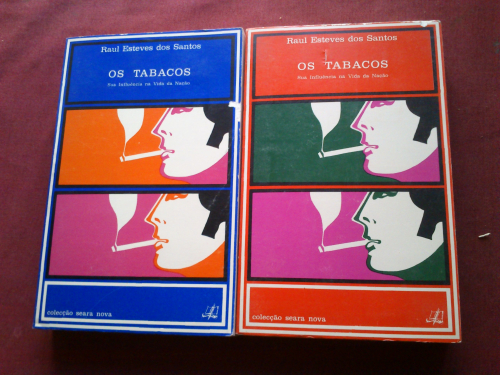 Raul Esteves dos Santos
OS TABACOS
Sua Influência na Vida da Nação
colecção seara nova
Raul Esteves dos Santos
OS TABACOS
Sua Influência na Vida da Nação
colecção seara nova